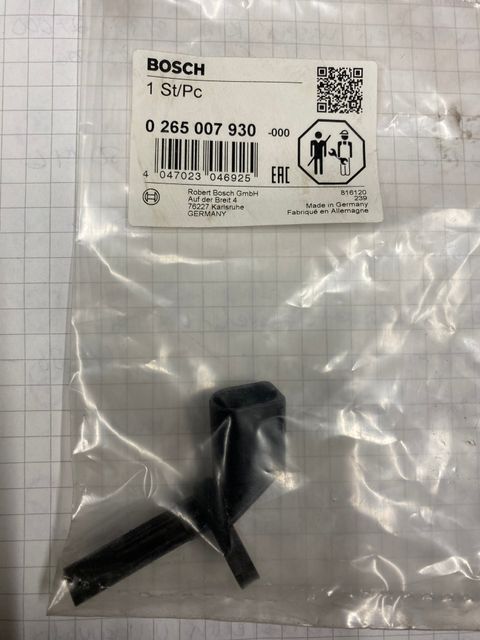 BOSCH
1 St/Pc
0 265 007 930 -000
4 047023 046925
EAC
Robert Bosch GmbH
Auf der Breit 4
76227 Karlsruhe
GERMANY
816120
239
Made in Germany
Fabriqué en Allemagne